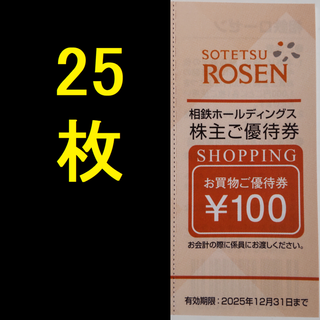 25
枚
SOTETSU
ROSEN
相鉄ホールディングス
株主ご優待券
SHOPPING
お買物ご優待券
¥100
お会計の際に係員にお渡しください。
有効期限:2025年12月31日まで